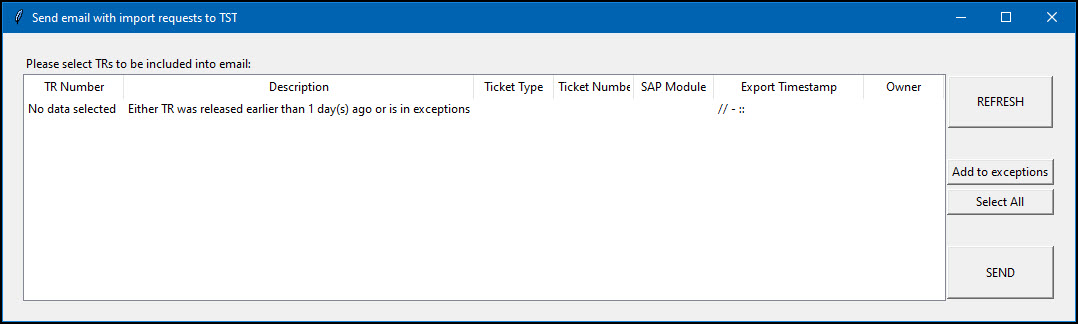 Send email with import requests to TST
Please select TRs to be included into email:
TR Number Description Ticket Type Ticket Numbe SAP Module Export Timestamp Owner
No data selected Either TR was released earlier than 1 day(s) ago or is in exceptions // - ::
REFRESH
Add to exceptions
Select All
SEND